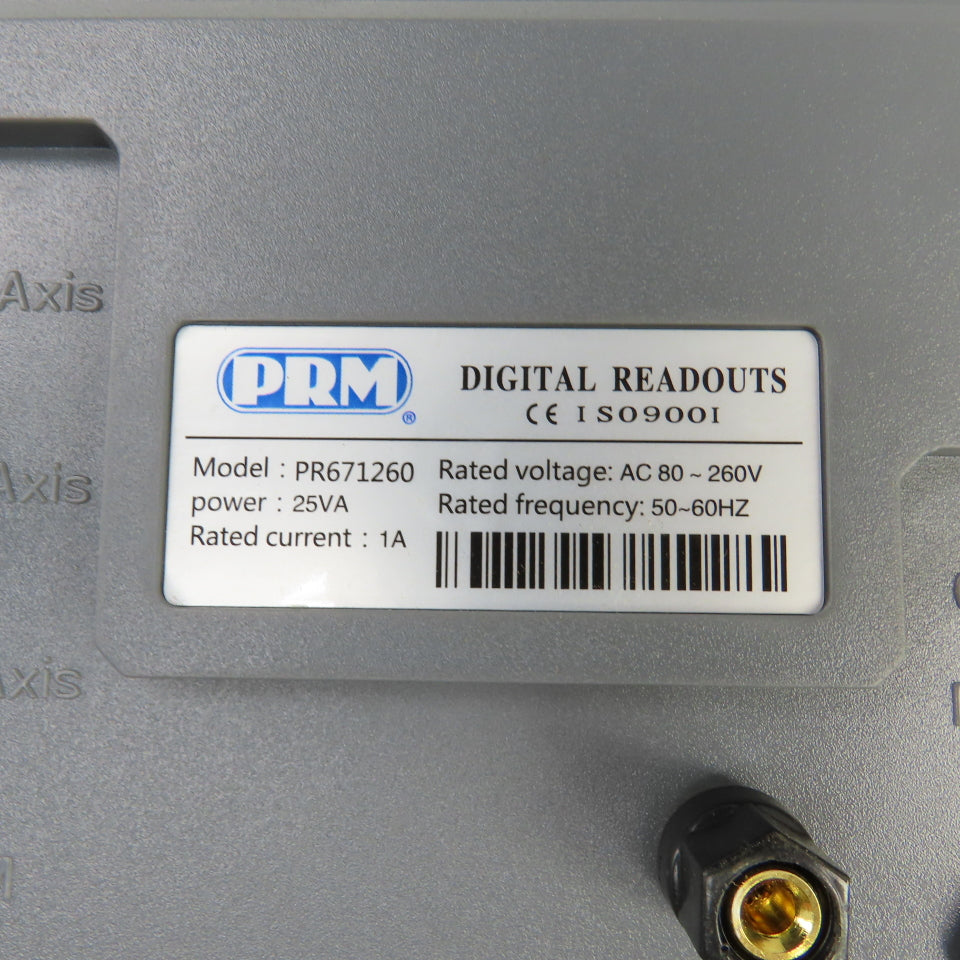 Axis
PRM®
DIGITAL READOUTS
CE ISO9001
Model : PR671260
Rated voltage: AC 80 ~ 260V
Axis
power : 25VA
Rated frequency: 50~60HZ
Rated current : 1A
Axis